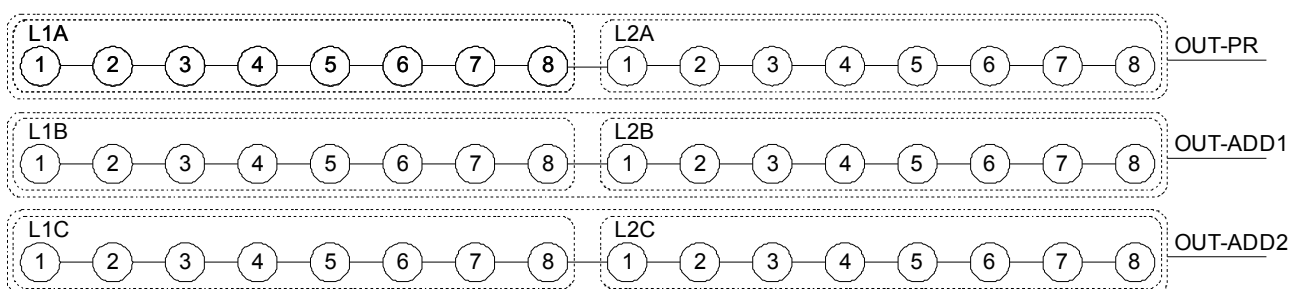 L1A L2A OUT-PR
1 2 3 4 5 6 7 8 1 2 3 4 5 6 7 8
L1B L2B OUT-ADD1
1 2 3 4 5 6 7 8 1 2 3 4 5 6 7 8
L1C L2C OUT-ADD2
1 2 3 4 5 6 7 8 1 2 3 4 5 6 7 8